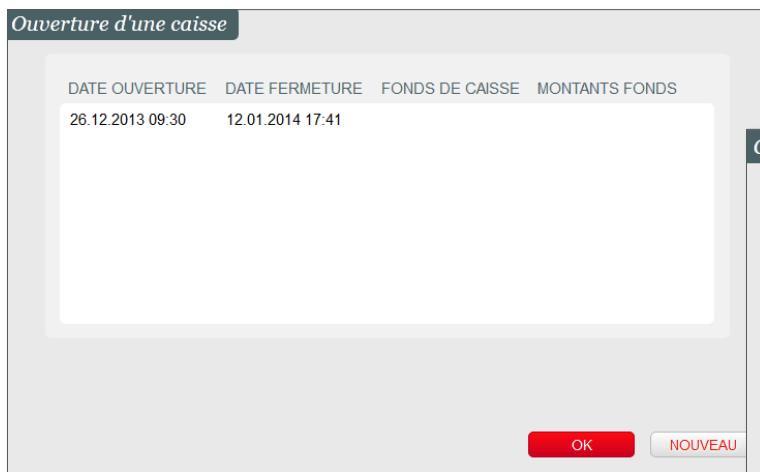 Ouverture d'une caisse
DATE OUVERTURE DATE FERMETURE FONDS DE CAISSE MONTANTS FONDS
26.12.2013 09:30 12.01.2014 17:41
OK NOUVEAU